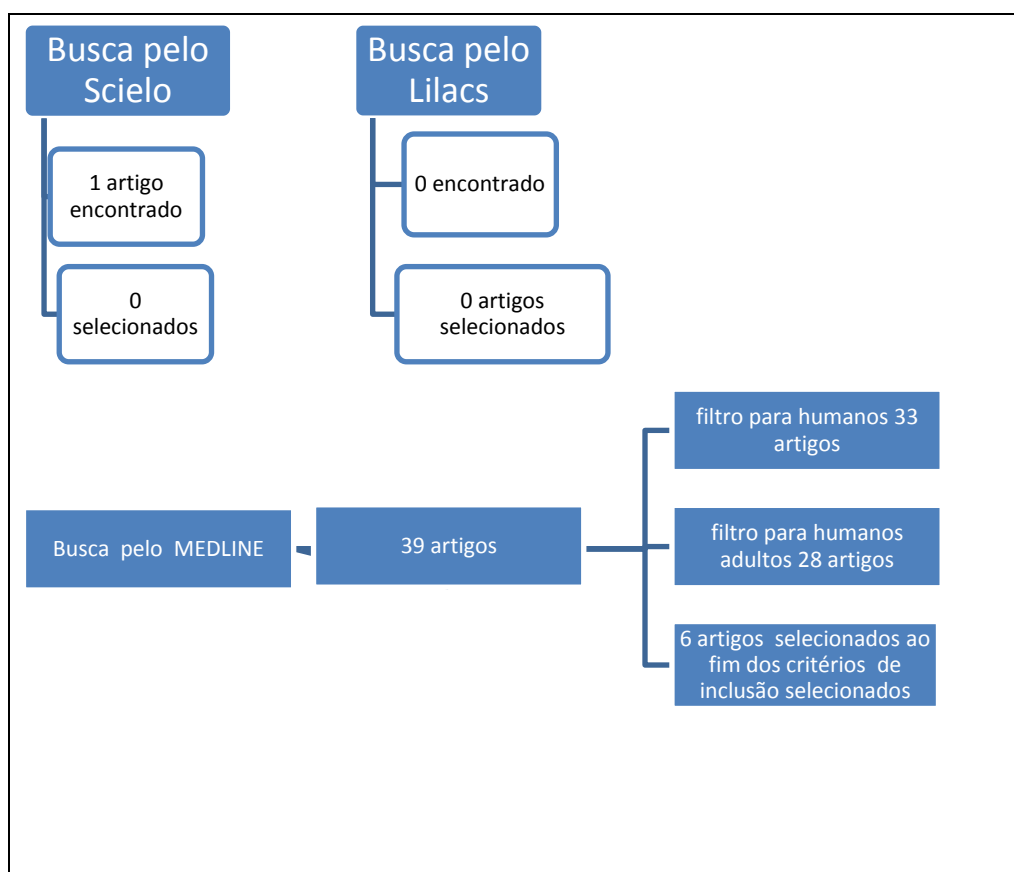 Busca pelo
Scielo
1 artigo
encontrado
0
selecionados
Busca pelo
Lilacs
0 encontrado
0 artigos
selecionados
Busca pelo MEDLINE
39 artigos
filtro para humanos 33
artigos
filtro para humanos
adultos 28 artigos
6 artigos selecionados ao
fim dos critérios de
inclusão selecionados